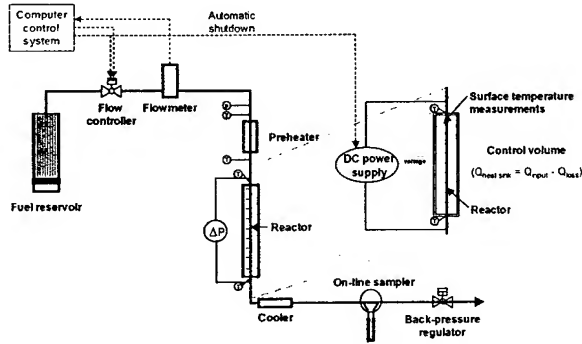 Computer
control
system
Automatic
shutdown
Flow
controller
Flowmeter
Fuel reservoir
Preheater
ΔP
Reactor
Cooler
On-line sampler
Back-pressure
regulator
DC power
supply
voltage
Surface temperature
measurements
Control volume
(Qheat sink = Qinput - Qloss)
Reactor
T
T
T
T
T
T